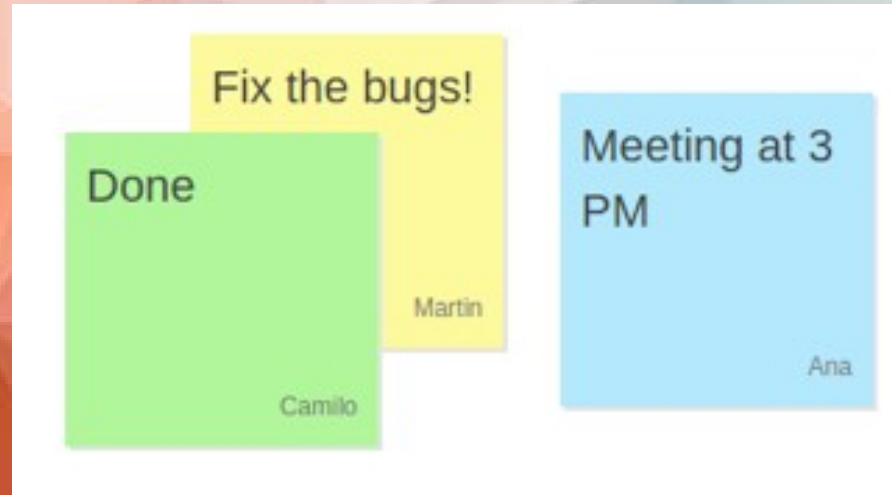 Fix the bugs!
Martin
Done
Camilo
Meeting at 3
PM
Ana